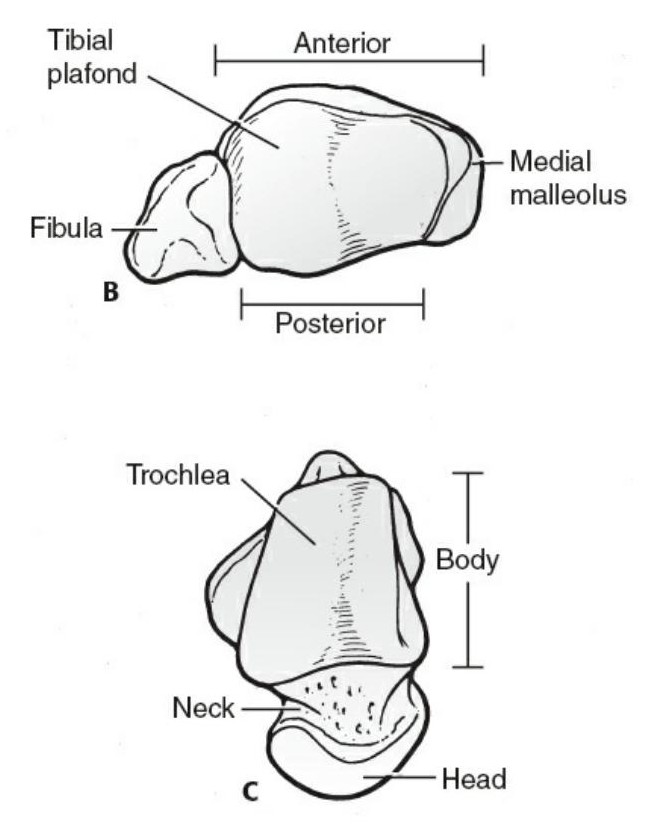 Tibial
plafond
Anterior
Medial
malleolus
Fibula
B
Posterior
Trochlea
Body
Neck
C
Head